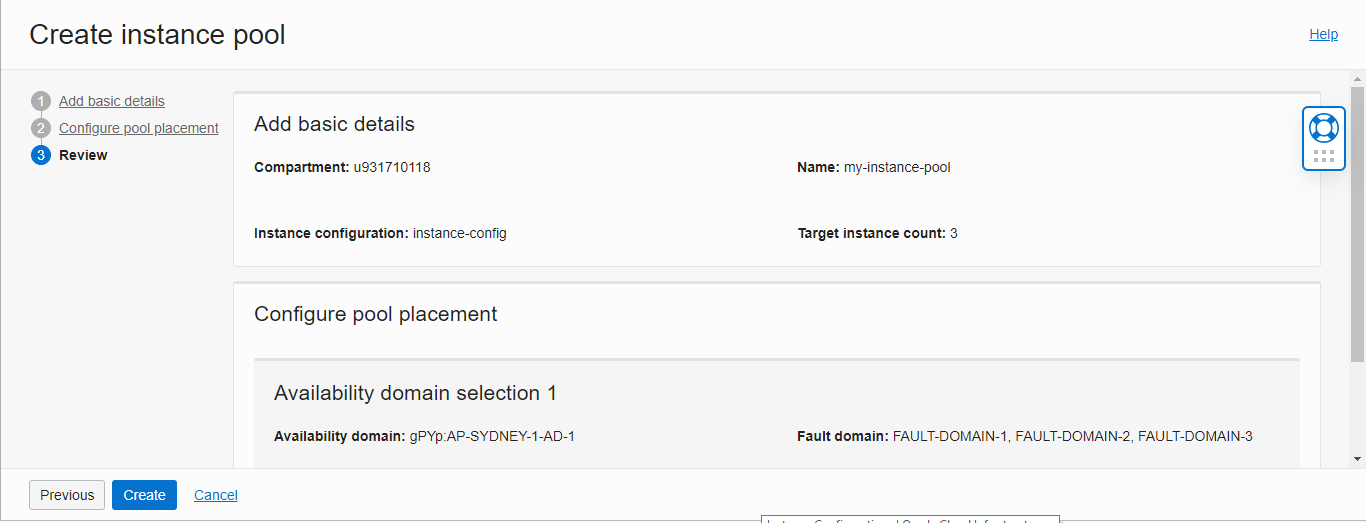 Create instance pool
Help
1 Add basic details
2 Configure pool placement
3 Review
Add basic details
Compartment: u931710118
Name: my-instance-pool
Instance configuration: instance-config
Target instance count: 3
Configure pool placement
Availability domain selection 1
Availability domain: gPYp:AP-SYDNEY-1-AD-1
Fault domain: FAULT-DOMAIN-1, FAULT-DOMAIN-2, FAULT-DOMAIN-3
Previous
Create
Cancel